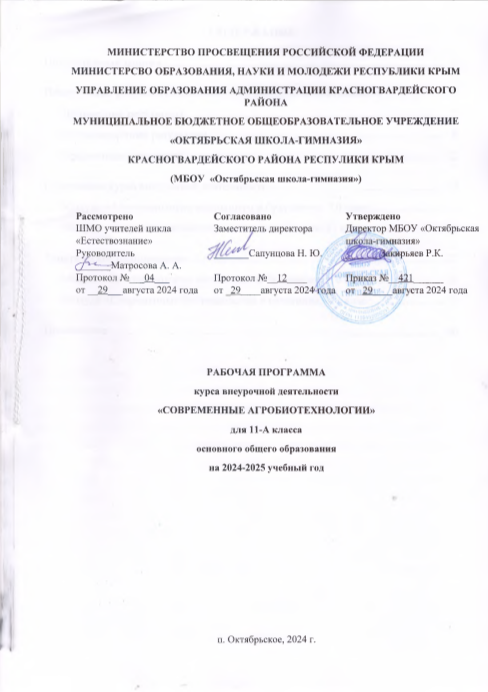 МИНИСТЕРСТВО ПРОСВЕЩЕНИЯ РОССИЙСКОЙ ФЕДЕРАЦИИ
МИНИСТЕРСВО ОБРАЗОВАНИЯ, НАУКИ И МОЛОДЕЖИ РЕСПУБЛИКИ КРЫМ
УПРАВЛЕНИЕ ОБРАЗОВАНИЯ АДМИНИСТРАЦИИ КРАСНОГВАРДЕЙСКОГО
РАЙОНА
МУНИЦИПАЛЬНОЕ БЮДЖЕТНОЕ ОБЩЕОБРАЗОВАТЕЛЬНОЕ УЧРЕЖДЕНИЕ
«ОКТЯБРЬСКАЯ ШКОЛА-ГИМНАЗИЯ»
КРАСНОГВАРДЕЙСКОГО РАЙОНА РЕСПУЛИКИ КРЫМ
(МБОУ «Октябрьская школа-гимназия»)
Рассмотрено
ШМО учителей цикла
«Естествознание»
Руководитель
Матросова А. А.
Протокол № 04
от 29 августа 2024 года
Согласовано
Заместитель директора
Сапунцова Н. Ю.
Протокол № 12
от 29 августа 2024 года
Утверждено
Директор МБОУ «Октябрьская
школа-гимназия»
Закирьяев Р.К.
Приказ № 421
от 29 августа 2024 года
РАБОЧАЯ ПРОГРАММА
курса внеурочной деятельности
«СОВРЕМЕННЫЕ АГРОБИОТЕХНОЛОГИИ»
для 11-А класса
основного общего образования
на 2024-2025 учебный год
п. Октябрьское, 2024 г.